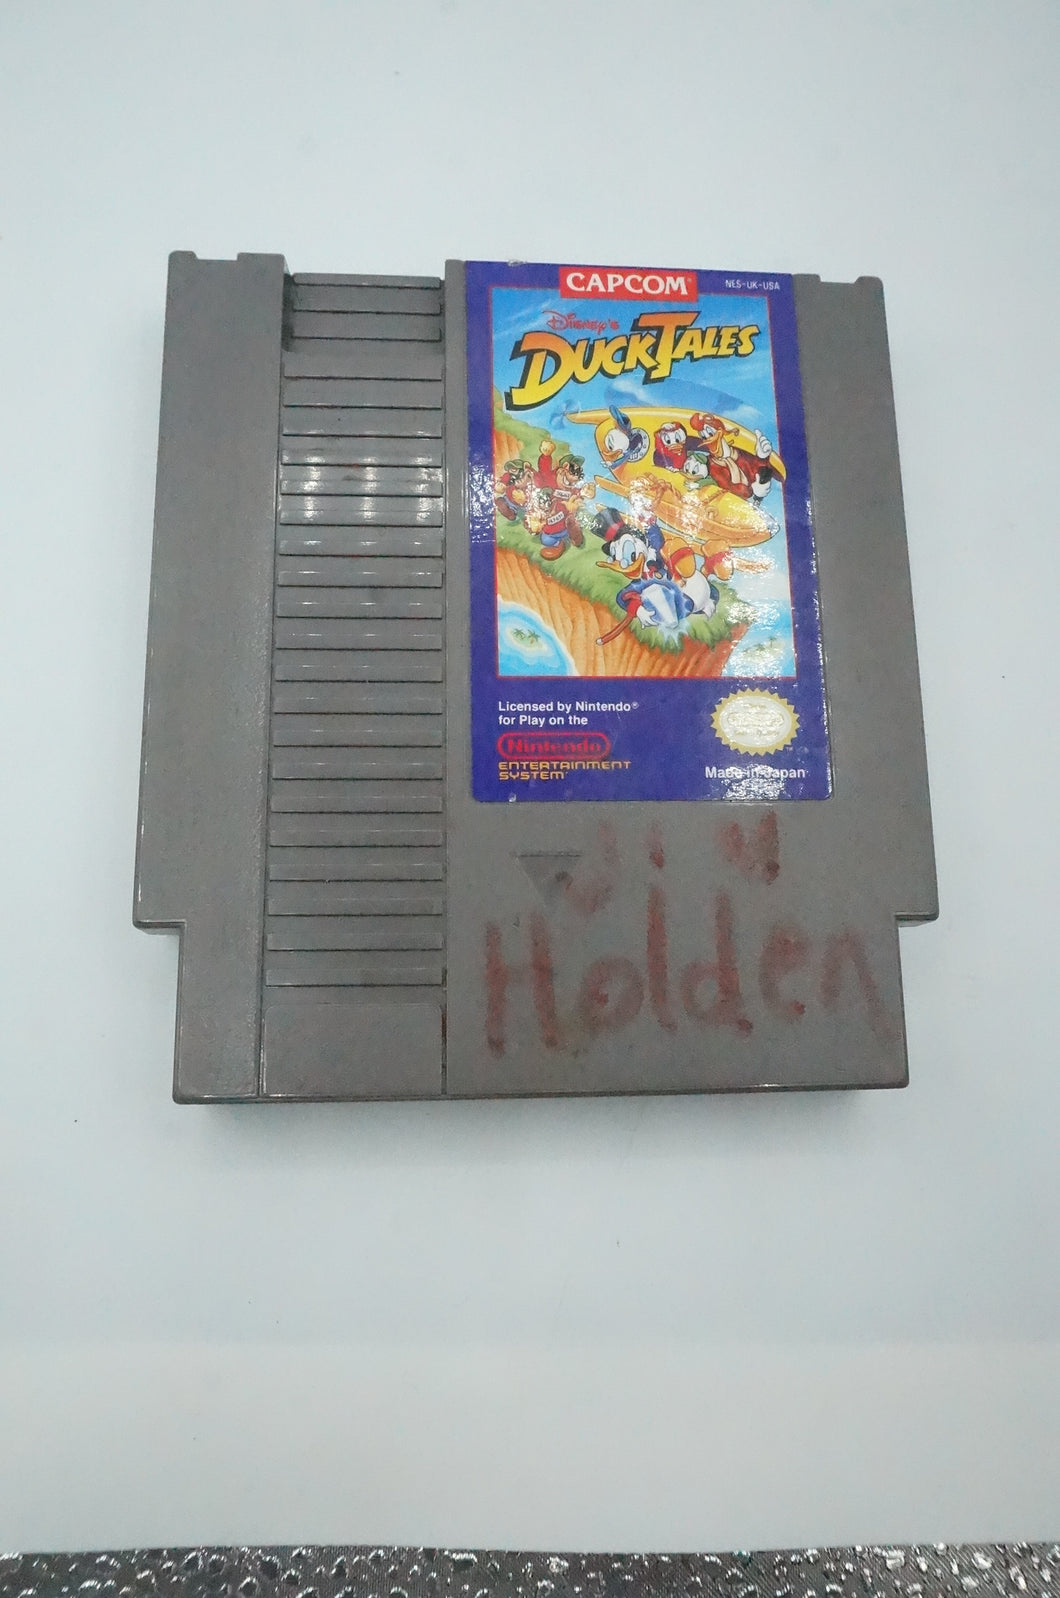 CAPCOM
NES-UK-USA
Disney's
DUCKTALES
Licensed by Nintendo®
for Play on the
Nintendo
ENTERTAINMENT
SYSTEM
Made in Japan
Holden